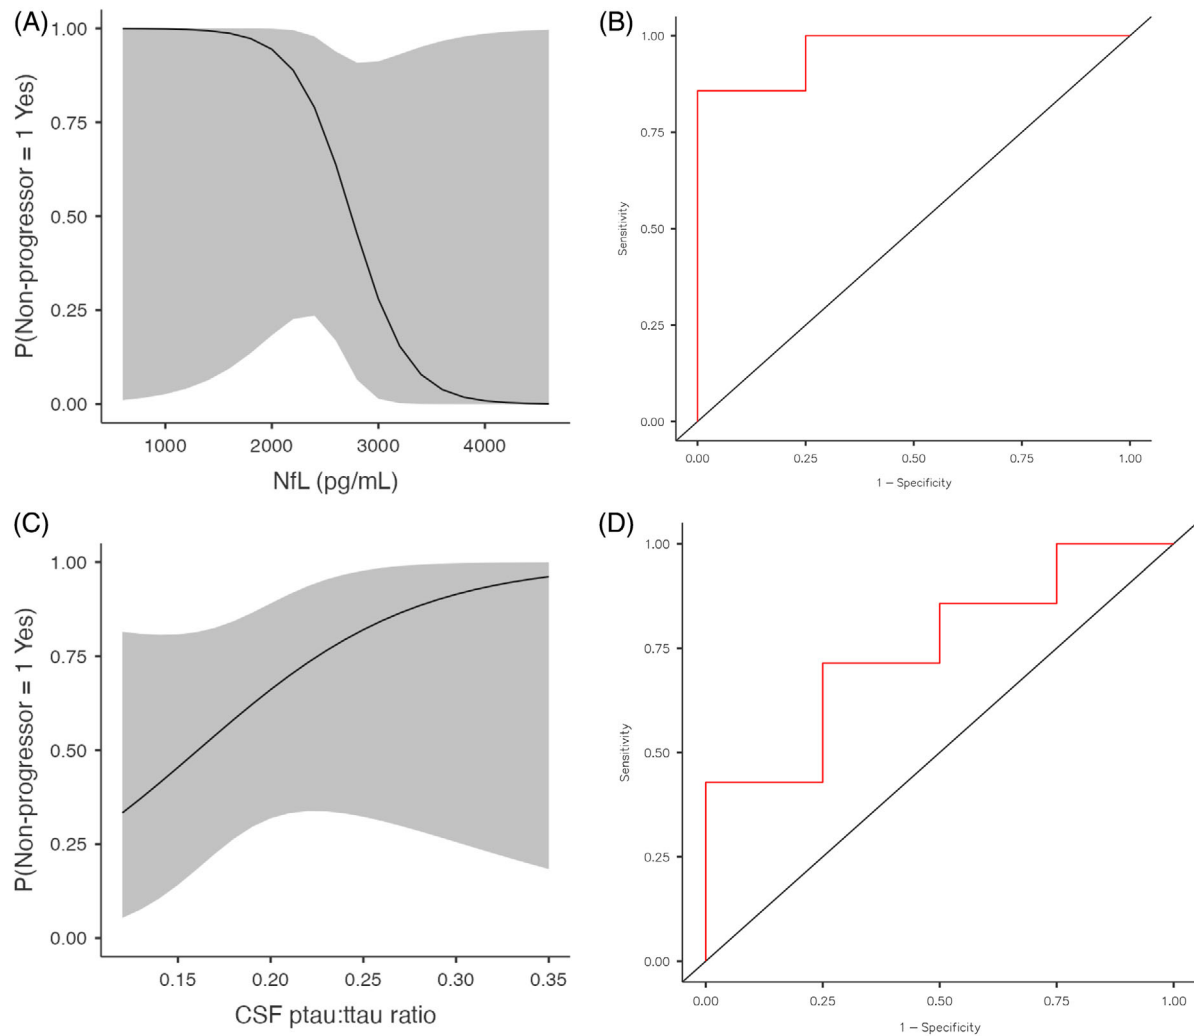 (A)
1.00
0.75
0.50
0.25
0.00
P(Non-progressor = 1 Yes)
1000 2000 3000 4000
NfL (pg/mL)
(B)
1.00
0.75
0.50
0.25
0.00
Sensitivity
0.00 0.25 0.50 0.75 1.00
1 – Specificity
(C)
1.00
0.75
0.50
0.25
0.00
P(Non-progressor = 1 Yes)
0.15 0.20 0.25 0.30 0.35
CSF ptau:ttau ratio
(D)
1.00
0.75
0.50
0.25
0.00
Sensitivity
0.00 0.25 0.50 0.75 1.00
1 – Specificity